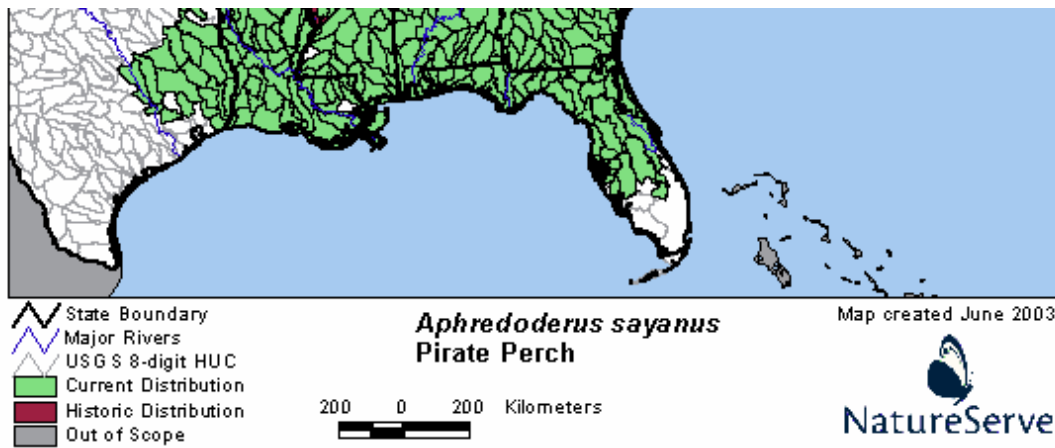 State Boundary
Major Rivers
USGS 8-digit HUC
Current Distribution
Historic Distribution
Out of Scope
Aphredoderus sayanus
Pirate Perch
200 0 200 Kilometers
Map created June 2003
NatureServe